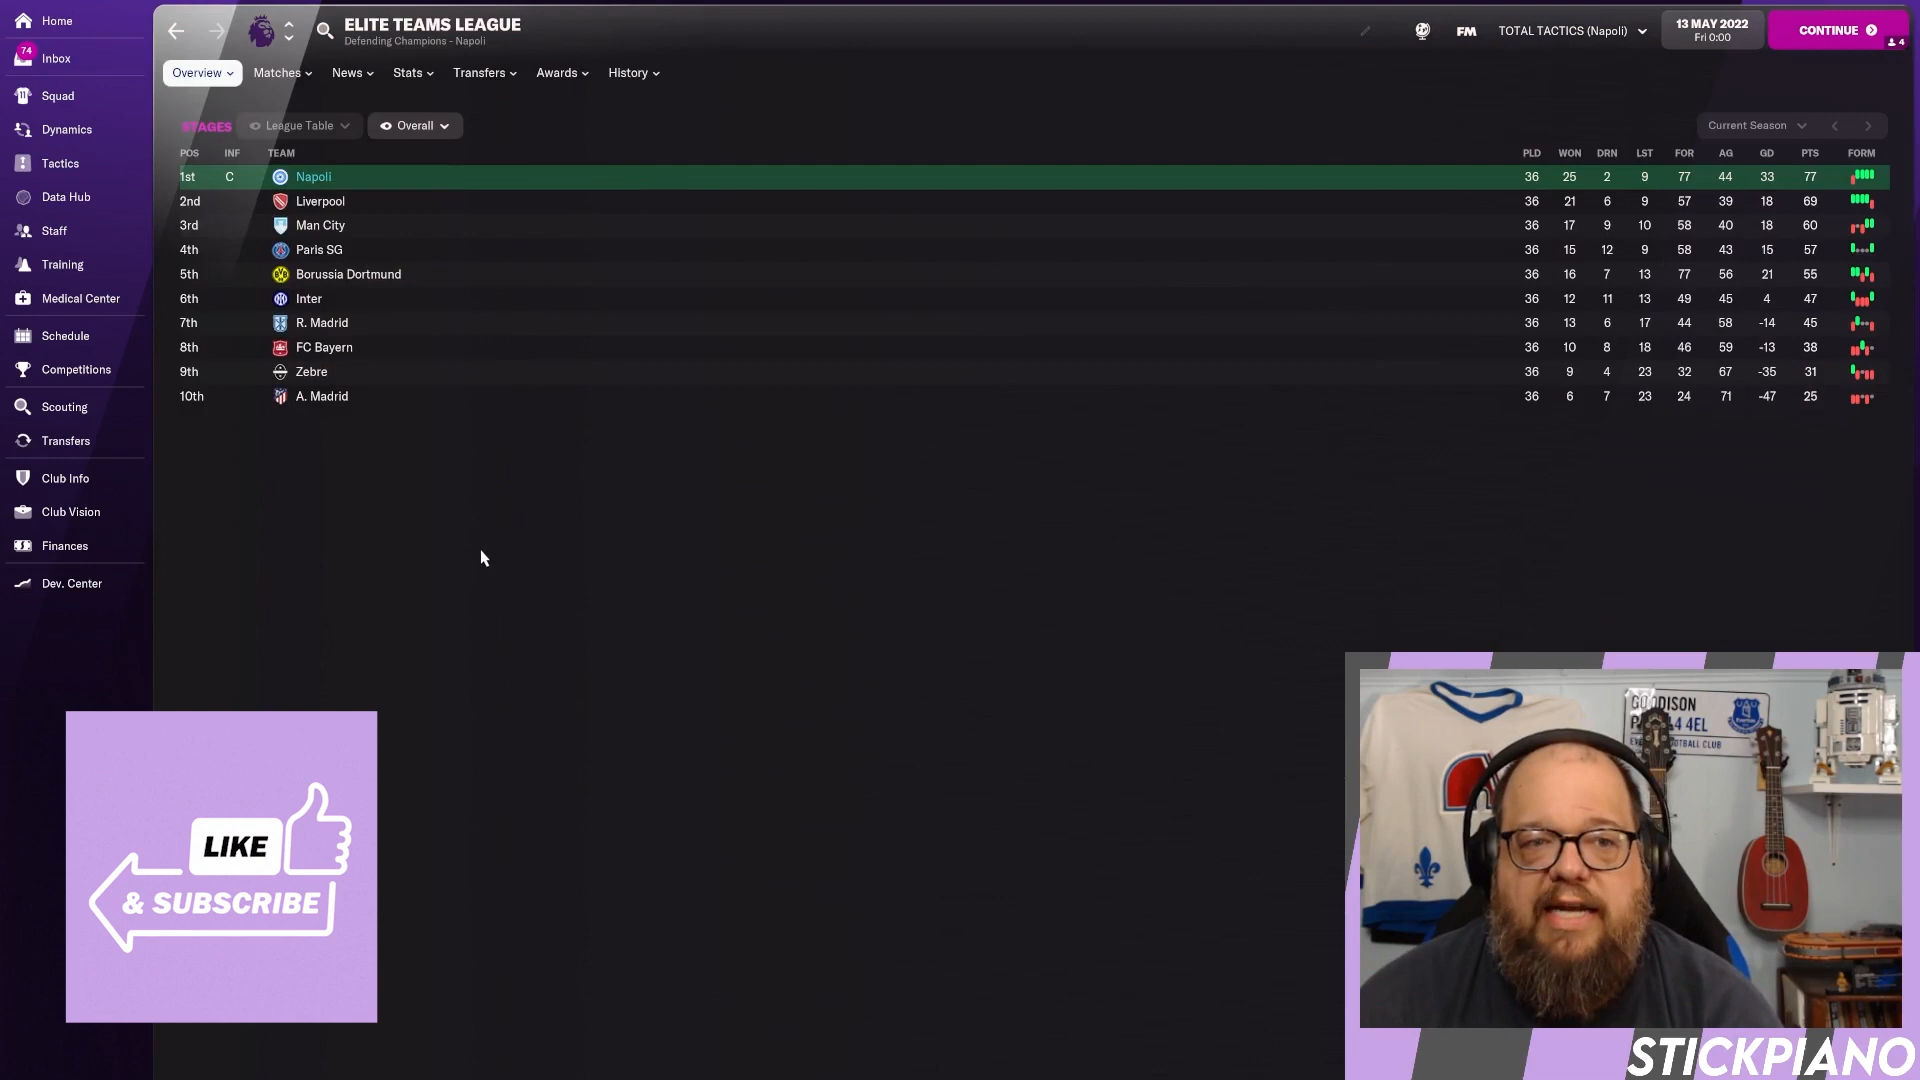 Home
74
Inbox
Squad
Dynamics
Tactics
Data Hub
Staff
Training
Medical Center
Schedule
Competitions
Scouting
Transfers
Club Info
Club Vision
Finances
Dev. Center
ELITE TEAMS LEAGUE
Defending Champions - Napoli
FM
TOTAL TACTICS (Napoli)
13 MAY 2022
Fri 0:00
CONTINUE
4
Overview Matches News Stats Transfers Awards History
STAGES League Table Overall Current Season
POS INF TEAM PLD WON DRN LST FOR AG GD PTS FORM
1st C Napoli 36 25 2 9 77 44 33 77
2nd Liverpool 36 21 6 9 57 39 18 69
3rd Man City 36 17 9 10 58 40 18 60
4th Paris SG 36 15 12 9 58 43 15 57
5th Borussia Dortmund 36 16 7 13 77 56 21 55
6th Inter 36 12 11 13 49 45 4 47
7th R. Madrid 36 13 6 17 44 58 -14 45
8th FC Bayern 36 10 8 18 46 59 -13 38
9th Zebre 36 9 4 23 32 67 -35 31
10th A. Madrid 36 6 7 23 24 71 -47 25
LIKE
& SUBSCRIBE
4 4EL
STICKPIANO